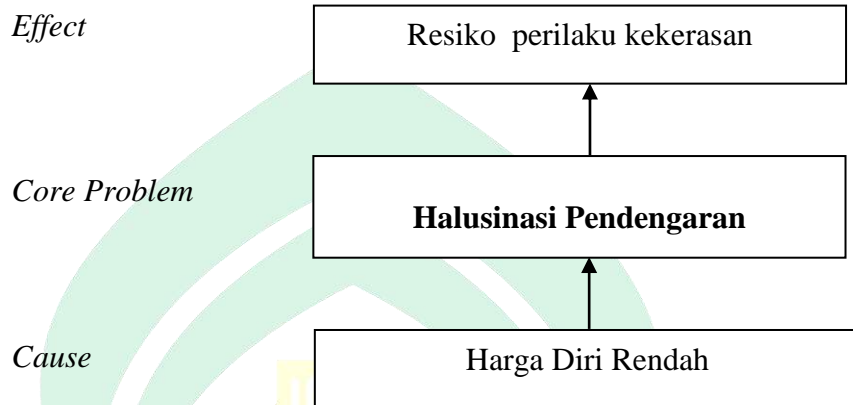 Effect
Resiko  perilaku kekerasan
Core Problem
Halusinasi Pendengaran
Cause
Harga Diri Rendah